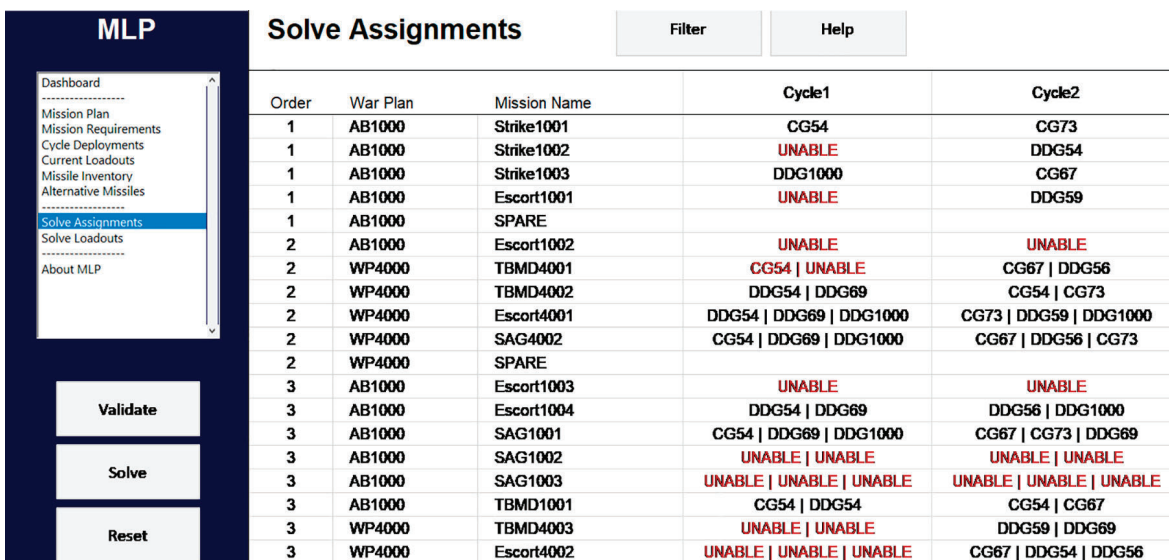 MLP
Solve Assignments
Filter
Help
Dashboard
------------------
Mission Plan
Mission Requirements
Cycle Deployments
Current Loadouts
Missile Inventory
Alternative Missiles
------------------
Solve Assignments
Solve Loadouts
------------------
About MLP
Validate
Solve
Reset
Order War Plan Mission Name Cycle1 Cycle2
1 AB1000 Strike1001 CG54 CG73
1 AB1000 Strike1002 UNABLE DDG54
1 AB1000 Strike1003 DDG1000 CG67
1 AB1000 Escort1001 UNABLE DDG59
1 AB1000 SPARE
2 AB1000 Escort1002 UNABLE UNABLE
2 WP4000 TBMD4001 CG54 | UNABLE CG67 | DDG56
2 WP4000 TBMD4002 DDG54 | DDG69 CG54 | CG73
2 WP4000 Escort4001 DDG54 | DDG69 | DDG1000 CG73 | DDG59 | DDG1000
2 WP4000 SAG4002 CG54 | DDG69 | DDG1000 CG67 | DDG56 | CG73
2 WP4000 SPARE
3 AB1000 Escort1003 UNABLE UNABLE
3 AB1000 Escort1004 DDG54 | DDG69 DDG56 | DDG1000
3 AB1000 SAG1001 CG54 | DDG69 | DDG1000 CG67 | CG73 | DDG69
3 AB1000 SAG1002 UNABLE | UNABLE UNABLE | UNABLE
3 AB1000 SAG1003 UNABLE | UNABLE | UNABLE UNABLE | UNABLE | UNABLE
3 AB1000 TBMD1001 CG54 | DDG54 CG54 | CG67
3 WP4000 TBMD4003 UNABLE | UNABLE DDG59 | DDG69
3 WP4000 Escort4002 UNABLE | UNABLE | UNABLE CG67 | DDG54 | DDG56